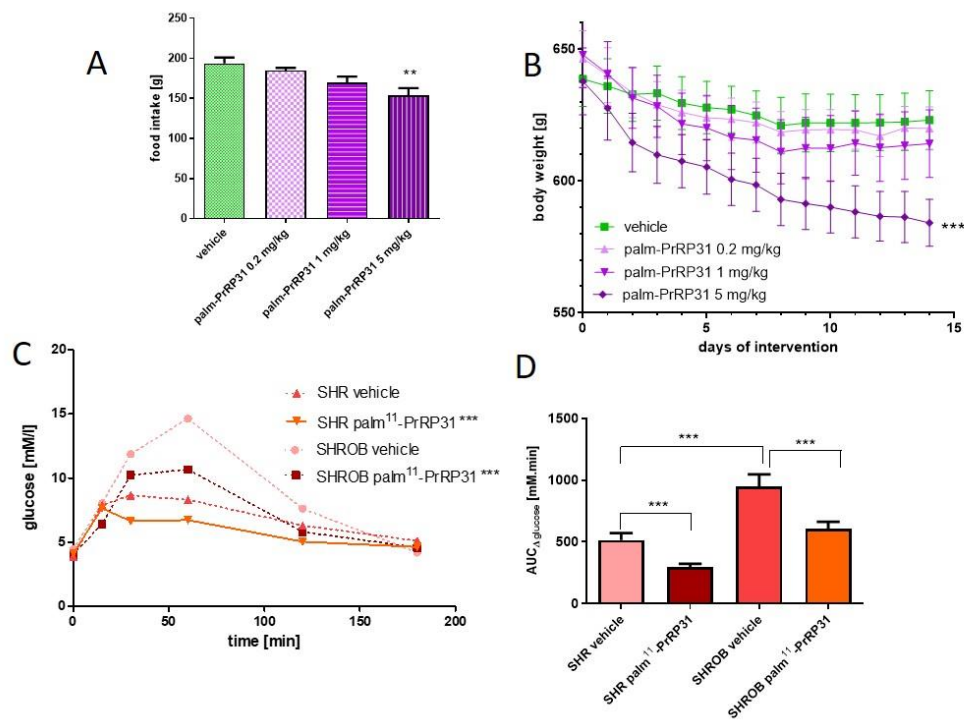 A
food intake [g]
250
200
150
100
50
0
**
vehicle
palm-PrRP31 0.2 mg/kg
palm-PrRP31 1 mg/kg
palm-PrRP31 5 mg/kg
B
body weight [g]
650
600
550
***
vehicle
palm-PrRP31 0.2 mg/kg
palm-PrRP31 1 mg/kg
palm-PrRP31 5 mg/kg
0 5 10 15
days of intervention
C
glucose [mM/l]
20
15
10
5
0
SHR vehicle
SHR palm¹¹-PrRP31 ***
SHROB vehicle
SHROB palm¹¹-PrRP31 ***
0 50 100 150 200
time [min]
D
AUC Δ glucose [mM.min]
1500
1000
500
0
*** ***
***
SHR vehicle
SHR palm¹¹-PrRP31
SHROB vehicle
SHROB palm¹¹-PrRP31